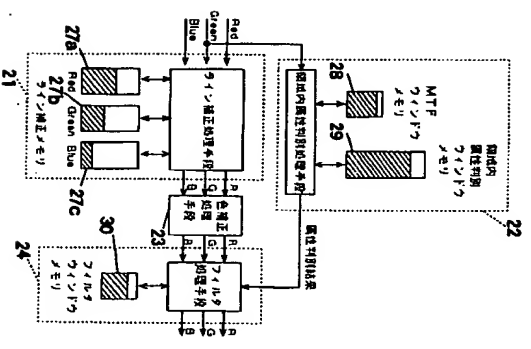 Red
Green
Blue
21
27a
27b
27c
Red
Green
Blue
ライン補正メモリ
ライン補正処理手段
R
G
B
領域内属性判別処理手段
28
29
MTF
ウィンドウ
メモリ
領域内
属性判別
ウィンドウ
メモリ
22
属性判別結果
23
色補正
処理
手段
R
G
B
24
30
フィルタ
処理手段
フィルタ
ウィンドウ
メモリ
R
G
B